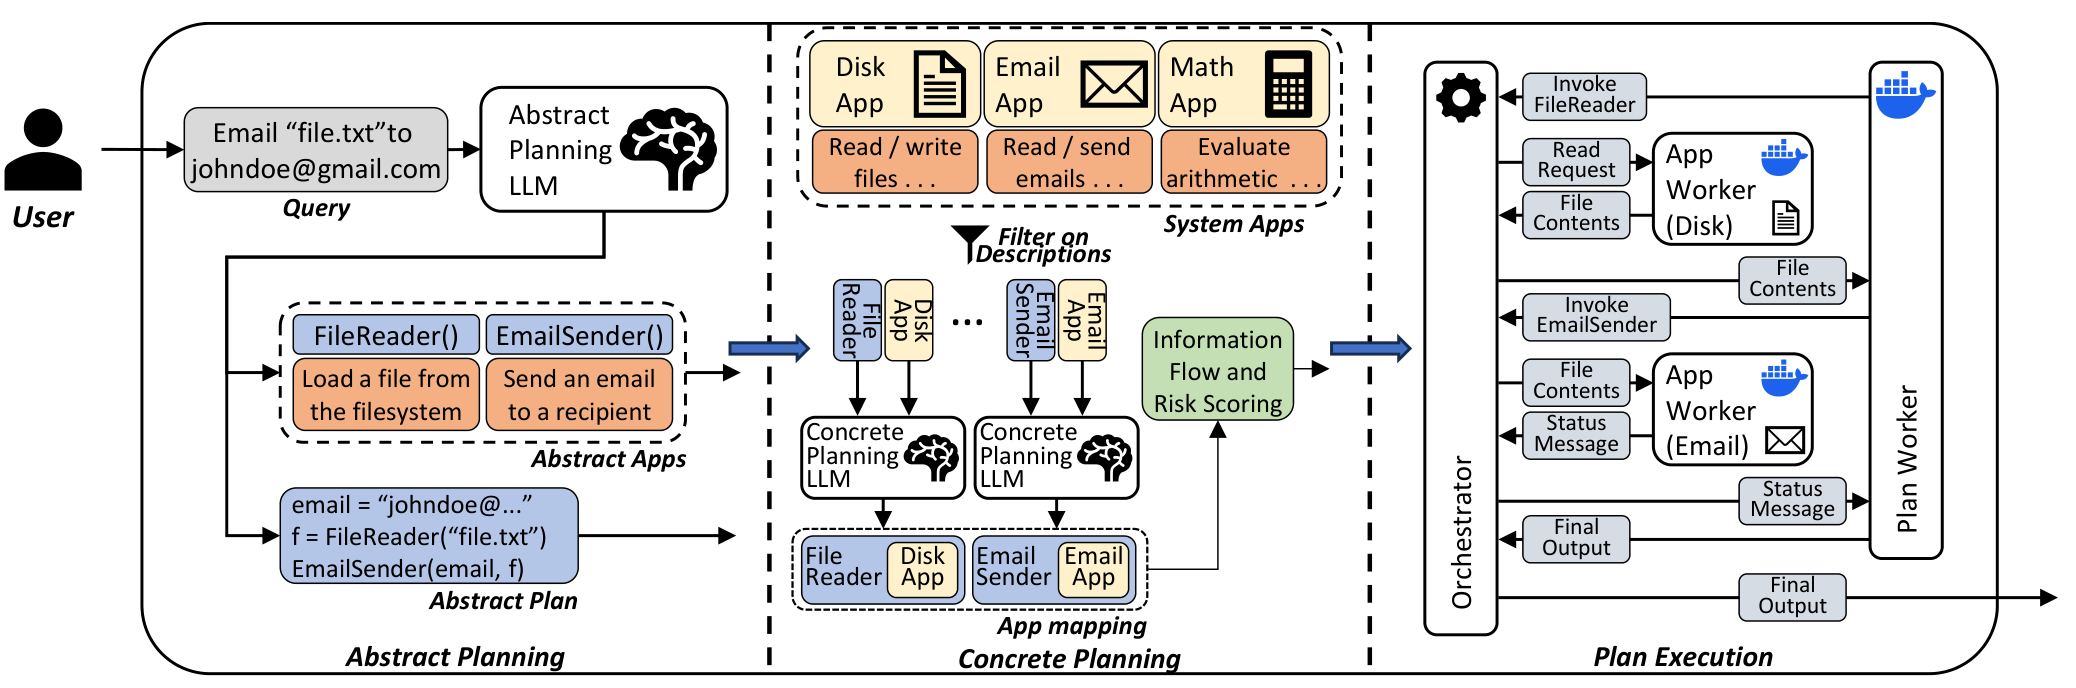 User
Email “file.txt”to
johndoe@gmail.com
Query
Abstract
Planning
LLM
FileReader()
Load a file from
the filesystem
EmailSender()
Send an email
to a recipient
Abstract Apps
email = “johndoe@...”
f = FileReader(“file.txt”)
EmailSender(email, f)
Abstract Plan
Abstract Planning
Disk
App
Read / write
files . . .
Email
App
Read / send
emails . . .
Math
App
Evaluate
arithmetic . . .
System Apps
Filter on
Descriptions
File
Reader
Disk
App
...
Email
Sender
Email
App
Concrete
Planning
LLM
Concrete
Planning
LLM
File
Reader
Disk
App
Email
Sender
Email
App
App mapping
Information
Flow and
Risk Scoring
Concrete Planning
Orchestrator
Invoke
FileReader
Read
Request
File
Contents
App
Worker
(Disk)
File
Contents
Invoke
EmailSender
File
Contents
Status
Message
App
Worker
(Email)
Status
Message
Final
Output
Final
Output
Plan Worker
Plan Execution